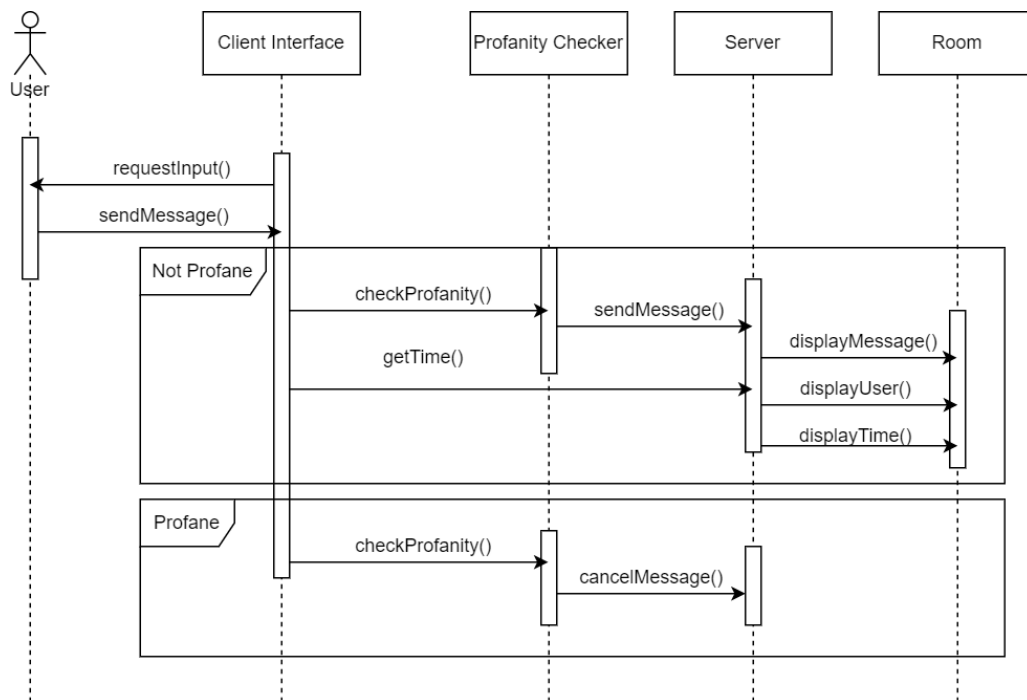 Client Interface
Profanity Checker
Server
Room
User
requestInput()
sendMessage()
Not Profane
checkProfanity()
sendMessage()
displayMessage()
getTime()
displayUser()
displayTime()
Profane
checkProfanity()
cancelMessage()